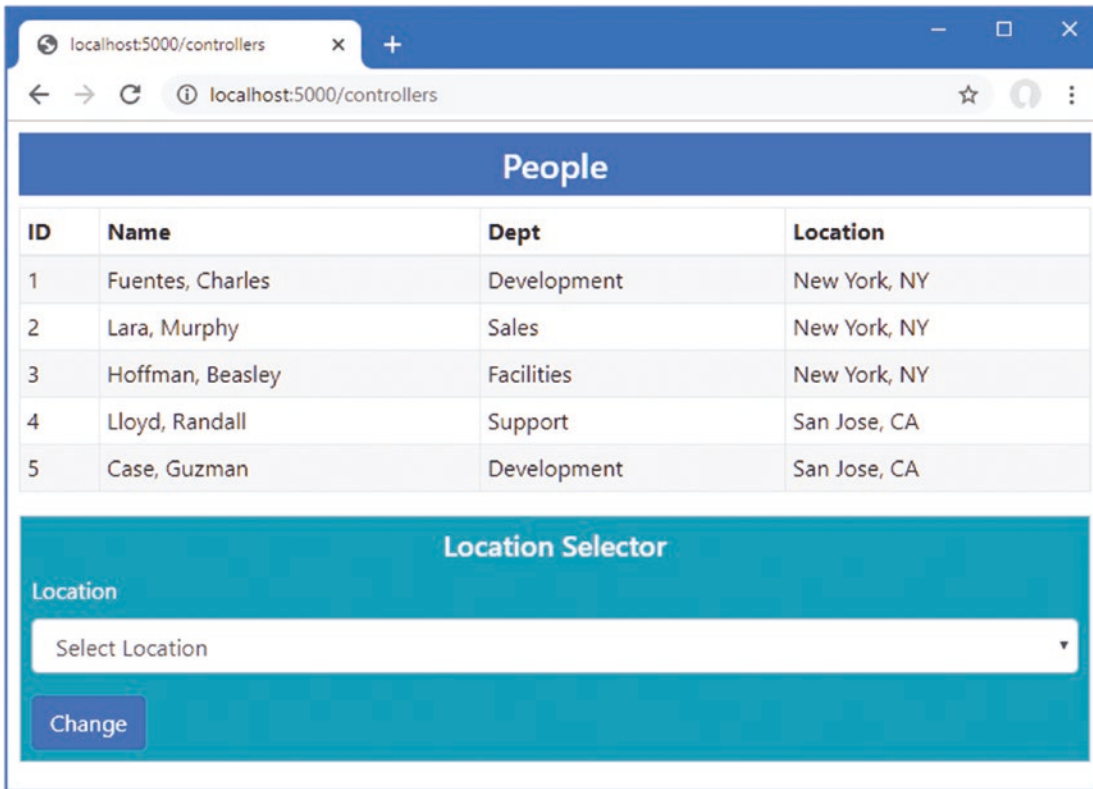 localhost:5000/controllers
localhost:5000/controllers
People
ID Name Dept Location
1 Fuentes, Charles Development New York, NY
2 Lara, Murphy Sales New York, NY
3 Hoffman, Beasley Facilities New York, NY
4 Lloyd, Randall Support San Jose, CA
5 Case, Guzman Development San Jose, CA
Location Selector
Location
Select Location
Change